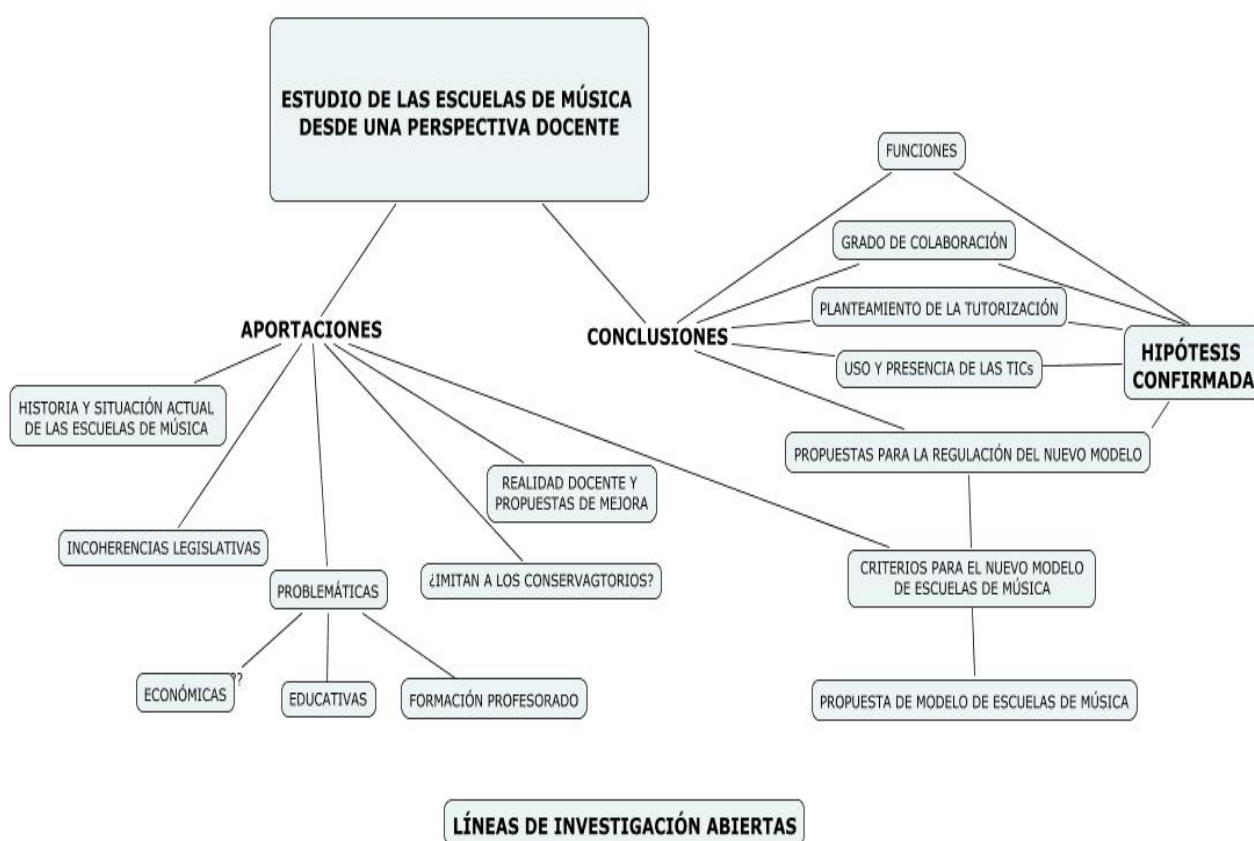 ESTUDIO DE LAS ESCUELAS DE MÚSICA
DESDE UNA PERSPECTIVA DOCENTE
FUNCIONES
GRADO DE COLABORACIÓN
PLANTEAMIENTO DE LA TUTORIZACIÓN
APORTACIONES
CONCLUSIONES
USO Y PRESENCIA DE LAS TICs
HIPÓTESIS
CONFIRMADA
HISTORIA Y SITUACIÓN ACTUAL
DE LAS ESCUELAS DE MÚSICA
PROPUESTAS PARA LA REGULACIÓN DEL NUEVO MODELO
REALIDAD DOCENTE Y
PROPUESTAS DE MEJORA
INCOHERENCIAS LEGISLATIVAS
PROBLEMÁTICAS
¿IMITAN A LOS CONSERVAGTORIOS?
CRITERIOS PARA EL NUEVO MODELO
DE ESCUELAS DE MÚSICA
??
ECONÓMICAS
EDUCATIVAS
FORMACIÓN PROFESORADO
PROPUESTA DE MODELO DE ESCUELAS DE MÚSICA
LÍNEAS DE INVESTIGACIÓN ABIERTAS